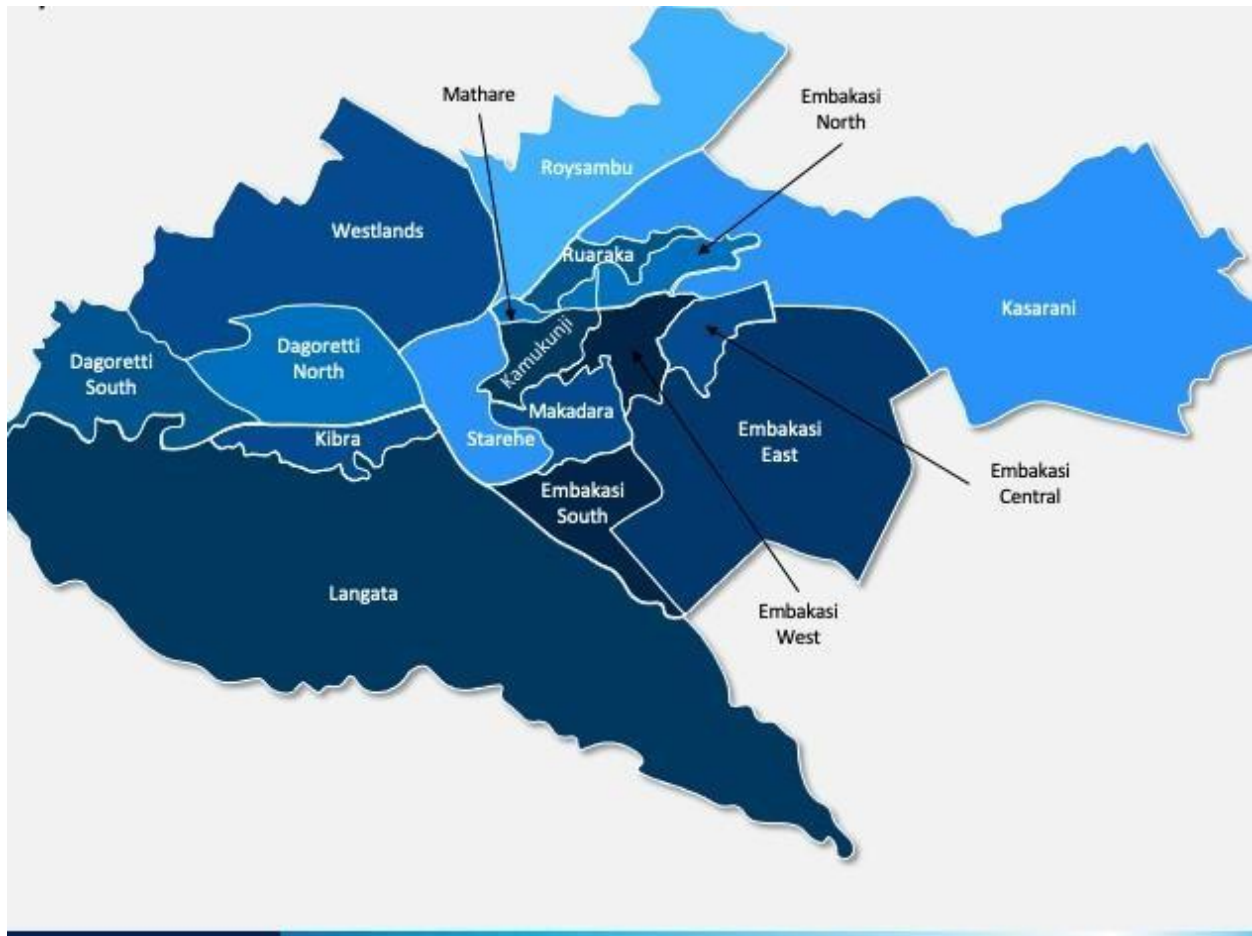 Mathare
Embakasi
North
Roysambu
Westlands
Ruaraka
Kasarani
Dagoretti
South
Dagoretti
North
Kamukunji
Makadara
Kibra
Starehe
Embakasi
East
Embakasi
Central
Embakasi
South
Langata
Embakasi
West